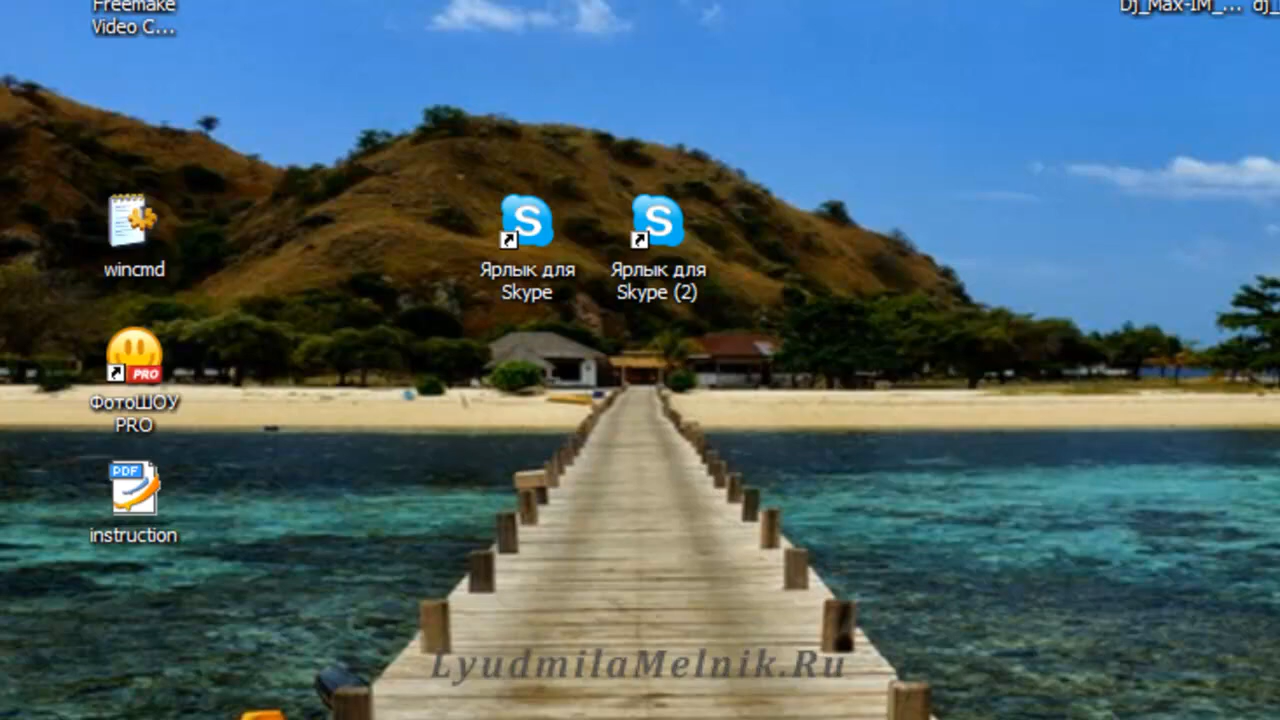 Freemake
Video C...
Dj_Max-IM_...
dj_
wincmd
S
Ярлык для
Skype
S
Ярлык для
Skype (2)
PRO
ФотоШОУ
PRO
PDF
instruction
LyudmilaMelnik.Ru